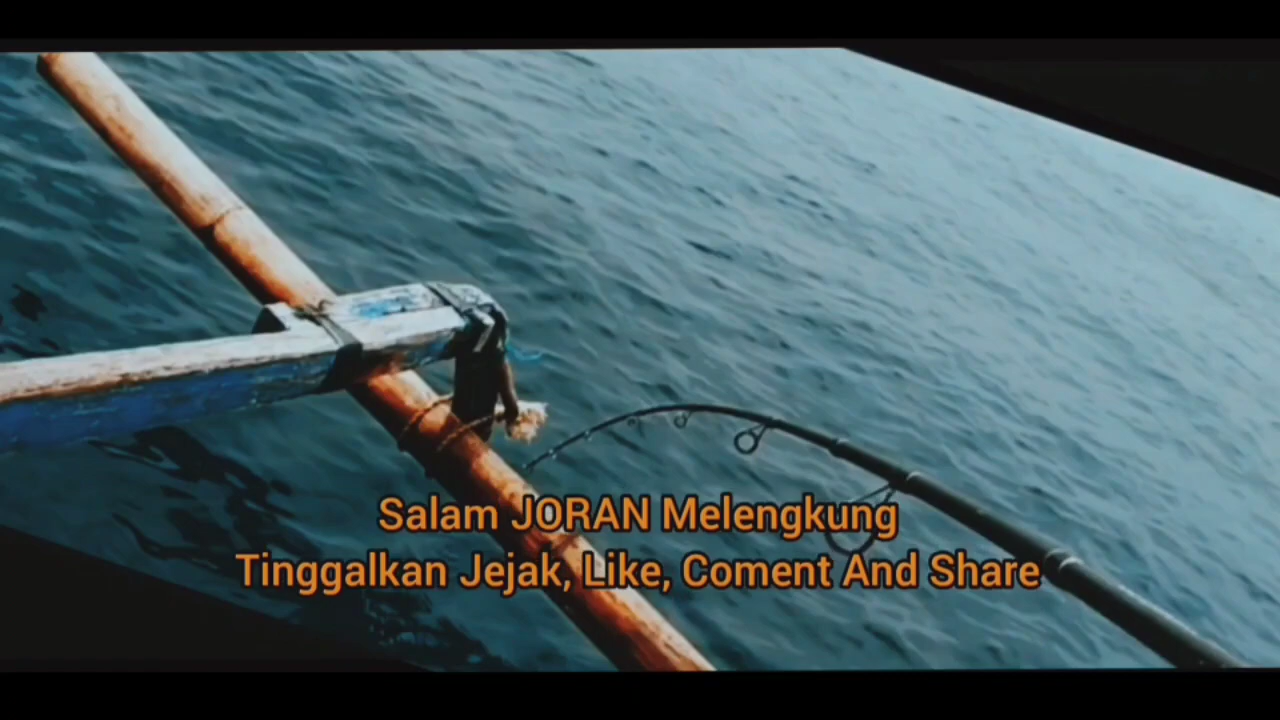 Salam JORAN Melengkung
Tinggalkan Jejak, Like, Coment And Share